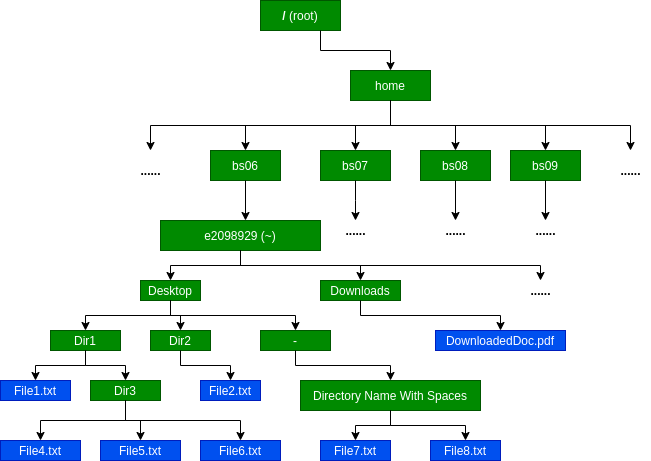 / (root)
home
......
bs06
bs07
bs08
bs09
......
e2098929 (~)
......
......
......
Desktop
Downloads
......
Dir1
Dir2
-
DownloadedDoc.pdf
File1.txt
Dir3
File2.txt
Directory Name With Spaces
File4.txt
File5.txt
File6.txt
File7.txt
File8.txt